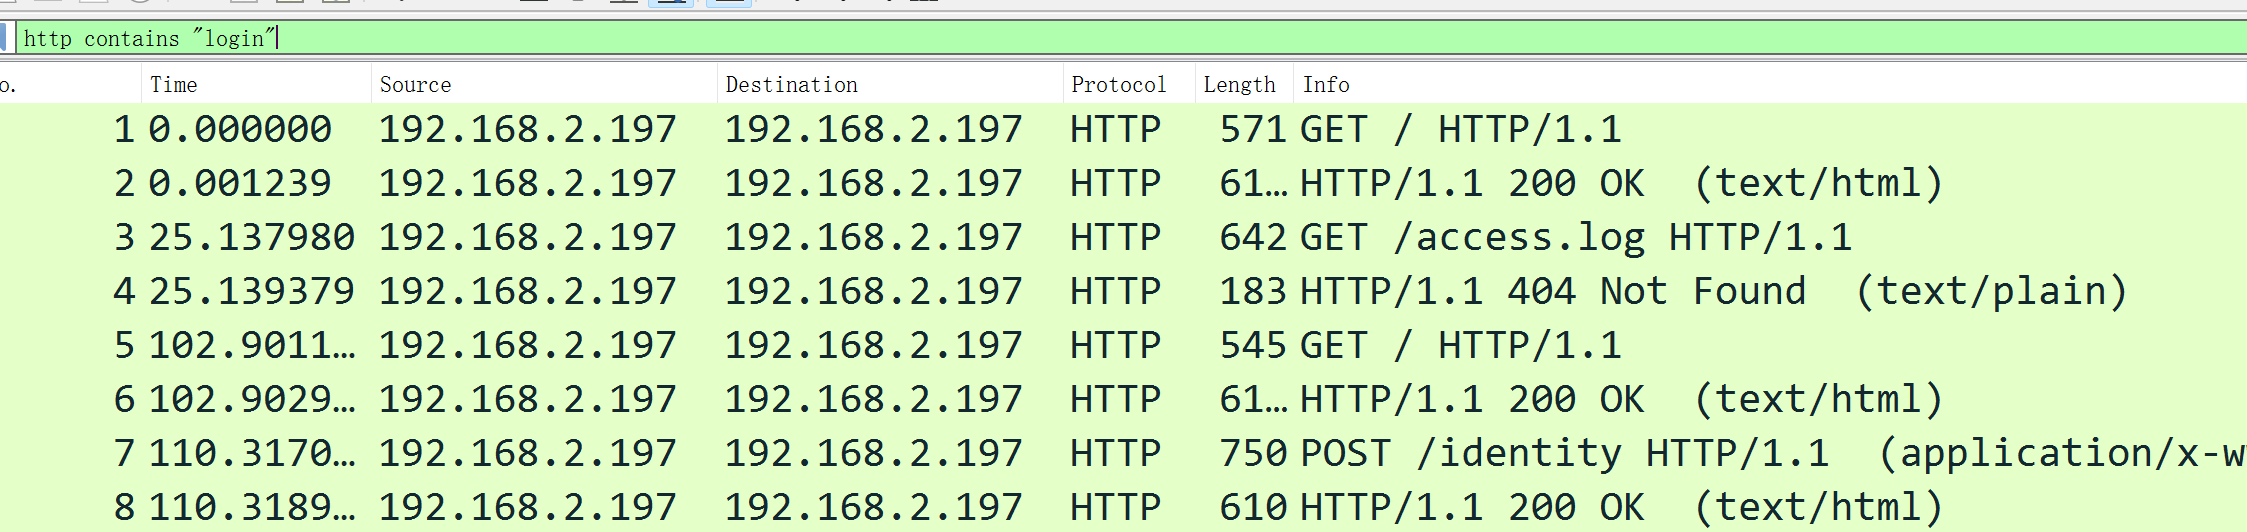 http contains "login"
o. Time Source Destination Protocol Length Info
1 0.000000 192.168.2.197 192.168.2.197 HTTP 571 GET / HTTP/1.1
2 0.001239 192.168.2.197 192.168.2.197 HTTP 61… HTTP/1.1 200 OK (text/html)
3 25.137980 192.168.2.197 192.168.2.197 HTTP 642 GET /access.log HTTP/1.1
4 25.139379 192.168.2.197 192.168.2.197 HTTP 183 HTTP/1.1 404 Not Found (text/plain)
5 102.9011… 192.168.2.197 192.168.2.197 HTTP 545 GET / HTTP/1.1
6 102.9029… 192.168.2.197 192.168.2.197 HTTP 61… HTTP/1.1 200 OK (text/html)
7 110.3170… 192.168.2.197 192.168.2.197 HTTP 750 POST /identity HTTP/1.1 (application/x-w
8 110.3189… 192.168.2.197 192.168.2.197 HTTP 610 HTTP/1.1 200 OK (text/html)